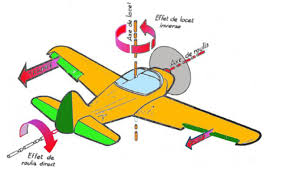 Effet de lacet
inverse
Axe de lacet
Axe de roulis
Effet de
roulis direct